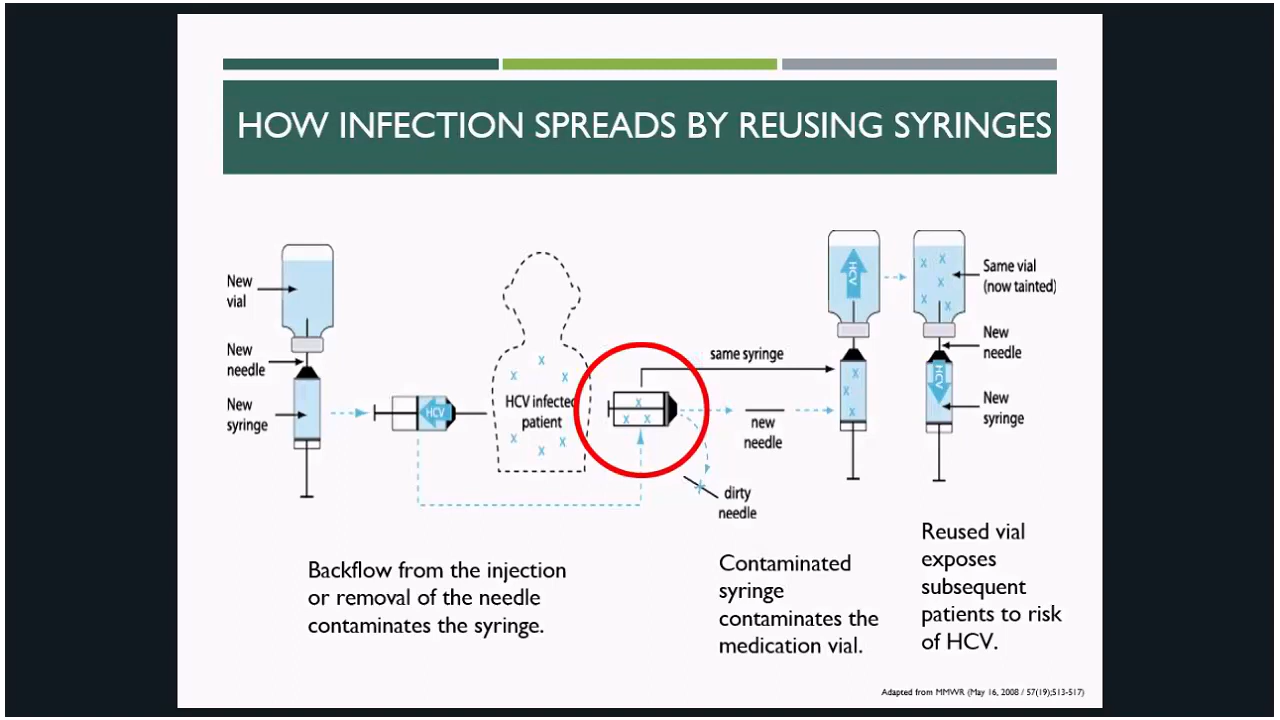 HOW INFECTION SPREADS BY REUSING SYRINGES
New
vial
New
needle
New
syringe
HCV
HCV infected
patient
same syringe
new
needle
dirty
needle
HCV
HCV
Same vial
(now tainted)
New
needle
New
syringe
Backflow from the injection
or removal of the needle
contaminates the syringe.
Contaminated
syringe
contaminates the
medication vial.
Reused vial
exposes
subsequent
patients to risk
of HCV.
Adapted from MMWR (May 16, 2008 / 57(19);513-517)